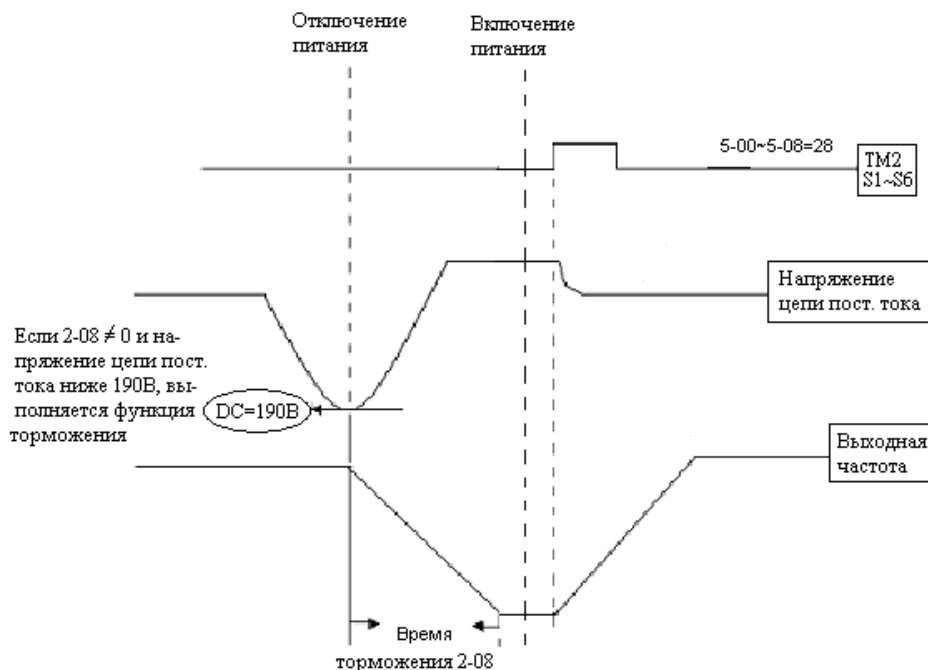 Отключение
питания
Включение
питания
5-00~5-08=28
TM2
S1~S6
Напряжение
цепи пост. тока
Если 2-08 ≠ 0 и на-
пряжение цепи пост.
тока ниже 190В, вы-
полняется функция
торможения
DC=190В
Выходная
частота
Время
торможения 2-08